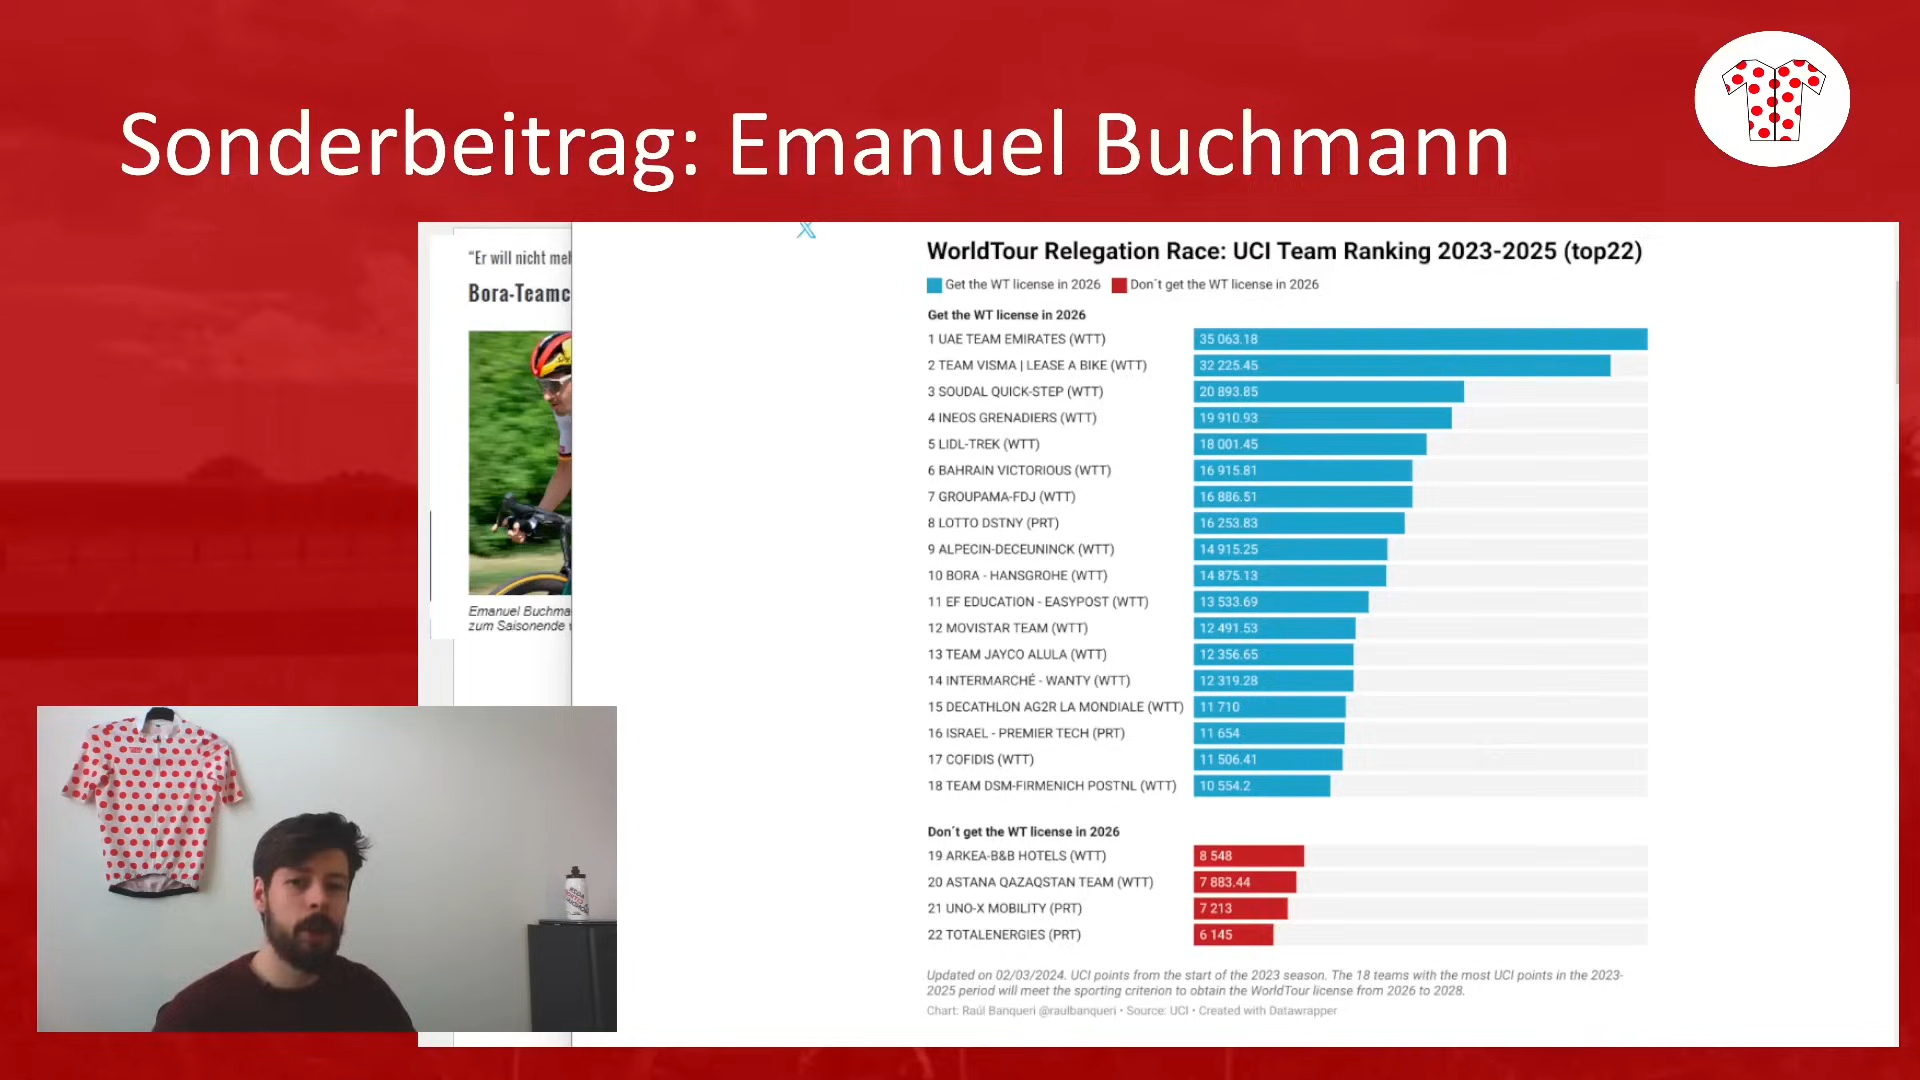 Sonderbeitrag: Emanuel Buchmann
“Er will nicht mel
Bora-Teamc
Emanuel Buchma
zum Saisonende
WorldTour Relegation Race: UCI Team Ranking 2023-2025 (top22)
Get the WT license in 2026 Don´t get the WT license in 2026
Get the WT license in 2026
1 UAE TEAM EMIRATES (WTT) 35 063.18
2 TEAM VISMA | LEASE A BIKE (WTT) 32 225.45
3 SOUDAL QUICK-STEP (WTT) 20 893.85
4 INEOS GRENADIERS (WTT) 19 910.93
5 LIDL-TREK (WTT) 18 001.45
6 BAHRAIN VICTORIOUS (WTT) 16 915.81
7 GROUPAMA-FDJ (WTT) 16 886.51
8 LOTTO DSTNY (PRT) 16 253.83
9 ALPECIN-DECEUNINCK (WTT) 14 915.25
10 BORA - HANSGROHE (WTT) 14 875.13
11 EF EDUCATION - EASYPOST (WTT) 13 533.69
12 MOVISTAR TEAM (WTT) 12 491.53
13 TEAM JAYCO ALULA (WTT) 12 356.65
14 INTERMARCHÉ - WANTY (WTT) 12 319.28
15 DECATHLON AG2R LA MONDIALE (WTT) 11 710
16 ISRAEL - PREMIER TECH (PRT) 11 654
17 COFIDIS (WTT) 11 506.41
18 TEAM DSM-FIRMENICH POSTNL (WTT) 10 554.2
Don´t get the WT license in 2026
19 ARKEA-B&B HOTELS (WTT) 8 548
20 ASTANA QAZAQSTAN TEAM (WTT) 7 883.44
21 UNO-X MOBILITY (PRT) 7 213
22 TOTALENERGIES (PRT) 6 145
Updated on 02/03/2024. UCI points from the start of the 2023 season. The 18 teams with the most UCI points in the 2023-
2025 period will meet the sporting criterion to obtain the WorldTour license from 2026 to 2028.
Chart: Raúl Banqueri @raulbanqueri • Source: UCI • Created with Datawrapper